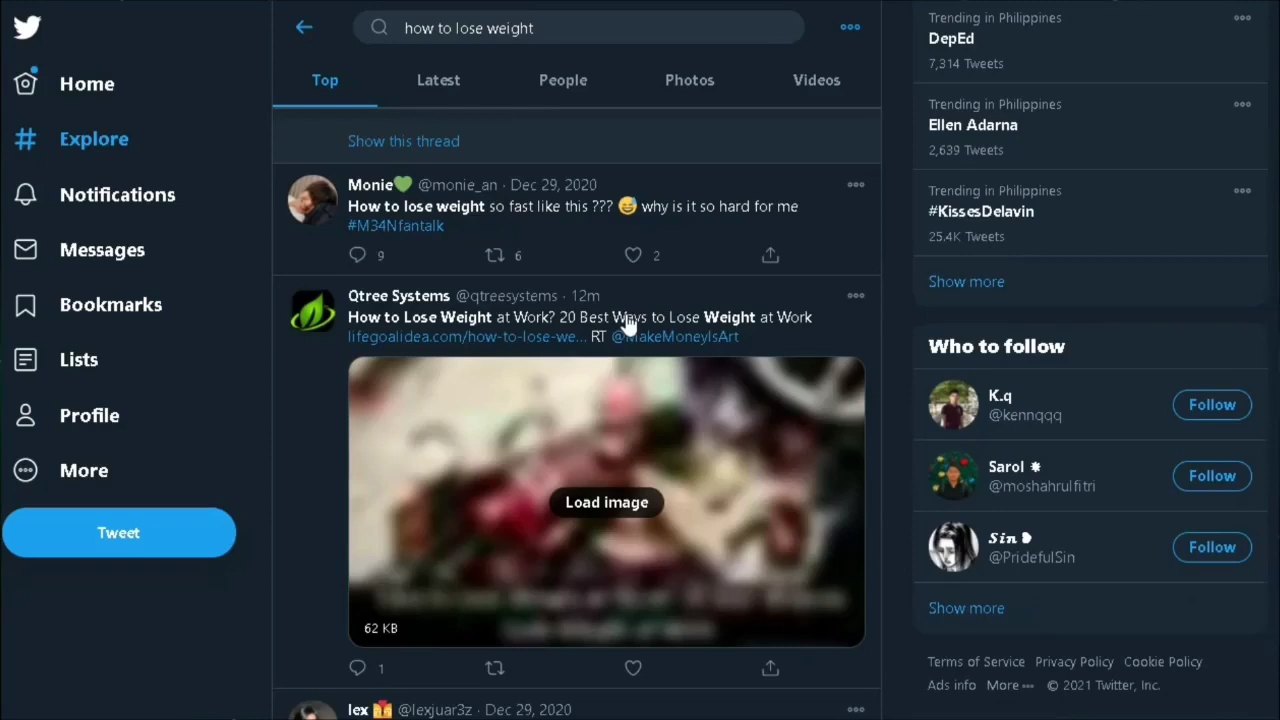 Home
Explore
Notifications
Messages
Bookmarks
Lists
Profile
More
Tweet
how to lose weight
Top
Latest
People
Photos
Videos
Show this thread
Monie💚 @monie_an · Dec 29, 2020
How to lose weight so fast like this ??? 😅 why is it so hard for me
#M34Nfantalk
9
6
2
Qtree Systems @qtreesystems · 12m
How to Lose Weight at Work? 20 Best Ways to Lose Weight at Work
lifegoalidea.com/how-to-lose-we... RT @MakeMoneyIsArt
Load image
62 KB
1
lex @lexjuar3z · Dec 29, 2020
Trending in Philippines
DepEd
7,314 Tweets
Trending in Philippines
Ellen Adarna
2,639 Tweets
Trending in Philippines
#KissesDelavin
25.4K Tweets
Show more
Who to follow
K.q
@kennqqq
Follow
Sarol ✷
@moshahrulfitri
Follow
𝑺𝒊𝒏 ❥
@PridefulSin
Follow
Show more
Terms of Service Privacy Policy Cookie Policy
Ads info More ··· © 2021 Twitter, Inc.